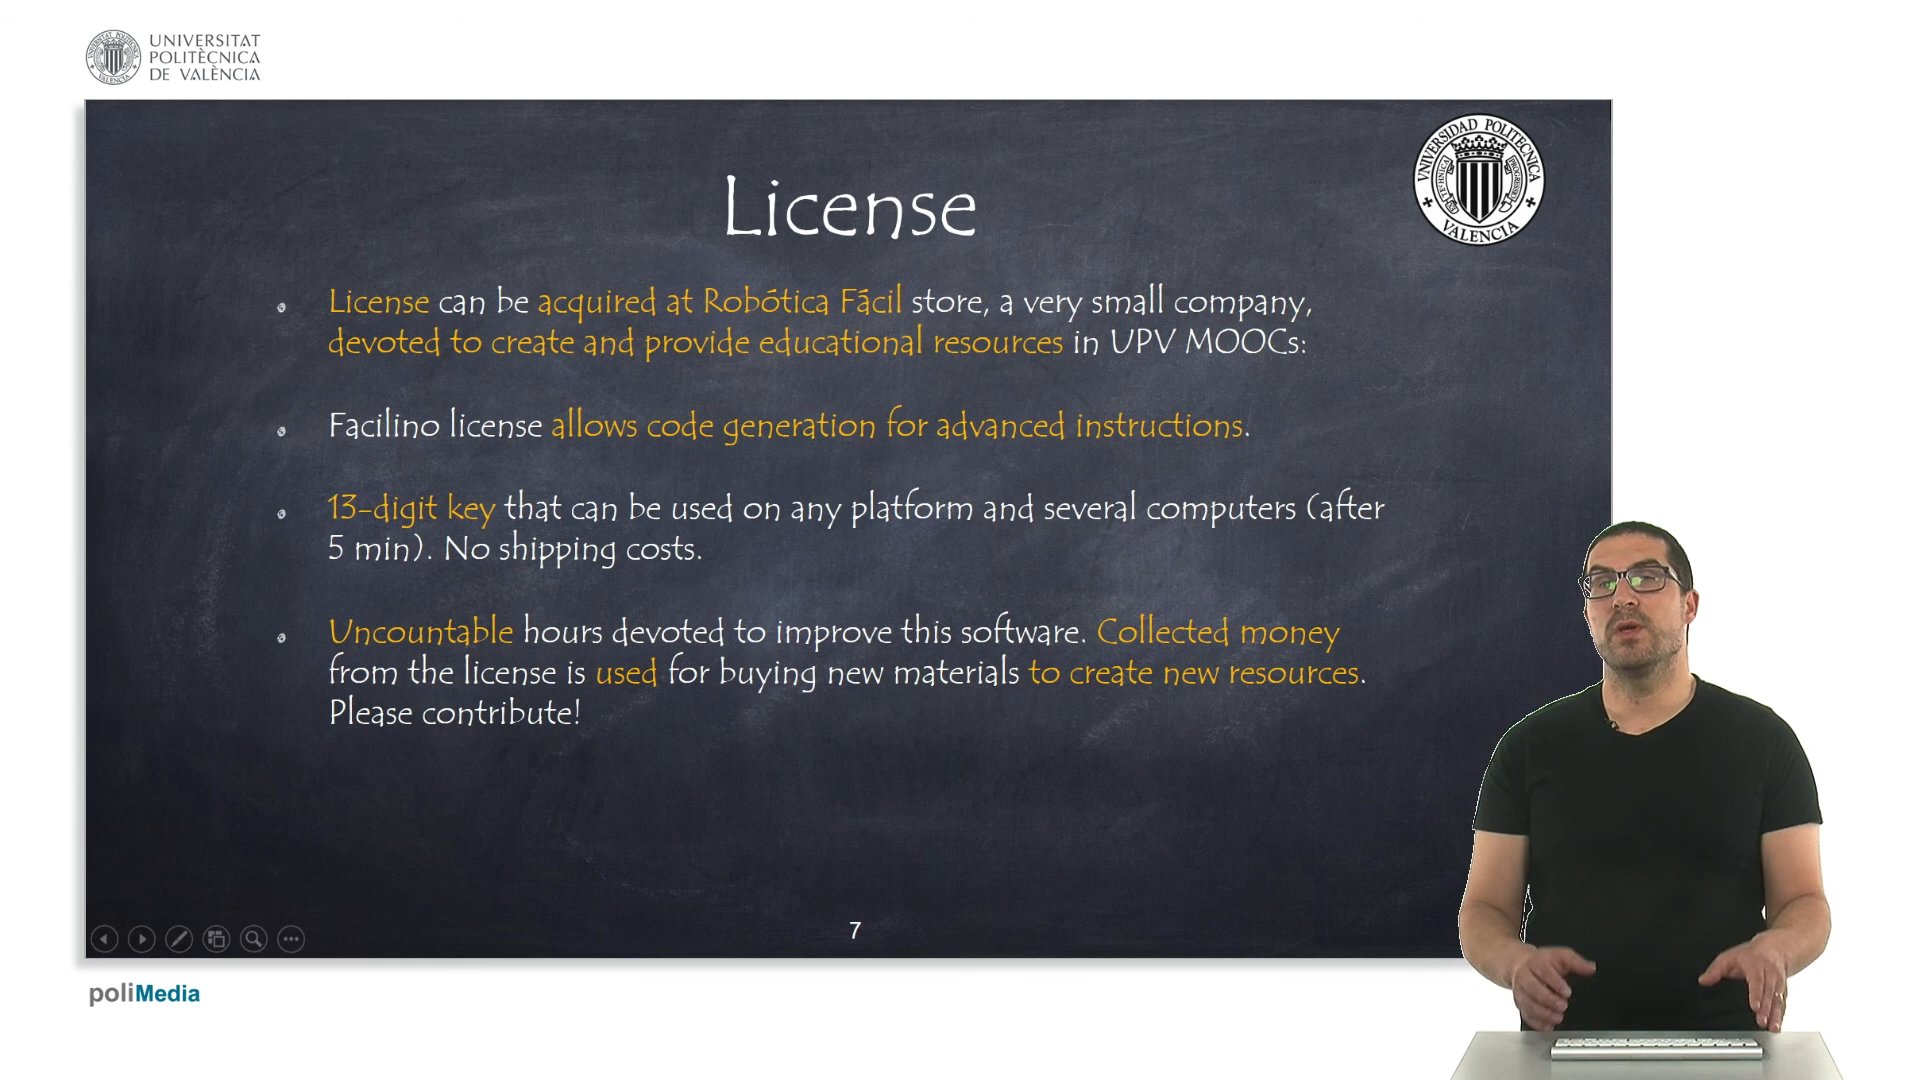 UNIVERSITAT
POLITÈCNICA
DE VALÈNCIA
VNIVERSIDAD POLITECNICA
VALENCIA
License
License can be acquired at Robótica Fácil store, a very small company,
devoted to create and provide educational resources in UPV MOOCs:
Facilino license allows code generation for advanced instructions.
13-digit key that can be used on any platform and several computers (after
5 min). No shipping costs.
Uncountable hours devoted to improve this software. Collected money
from the license is used for buying new materials to create new resources.
Please contribute!
7
poliMedia